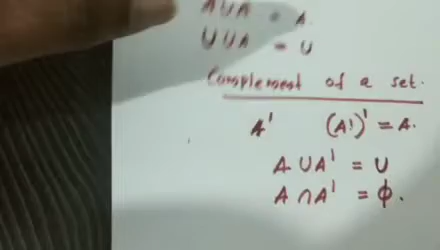 A U A = A.
U U A = U
Complement of a set.
A' (A')' = A.
A ∪ A' = U
A ∩ A' = ϕ.